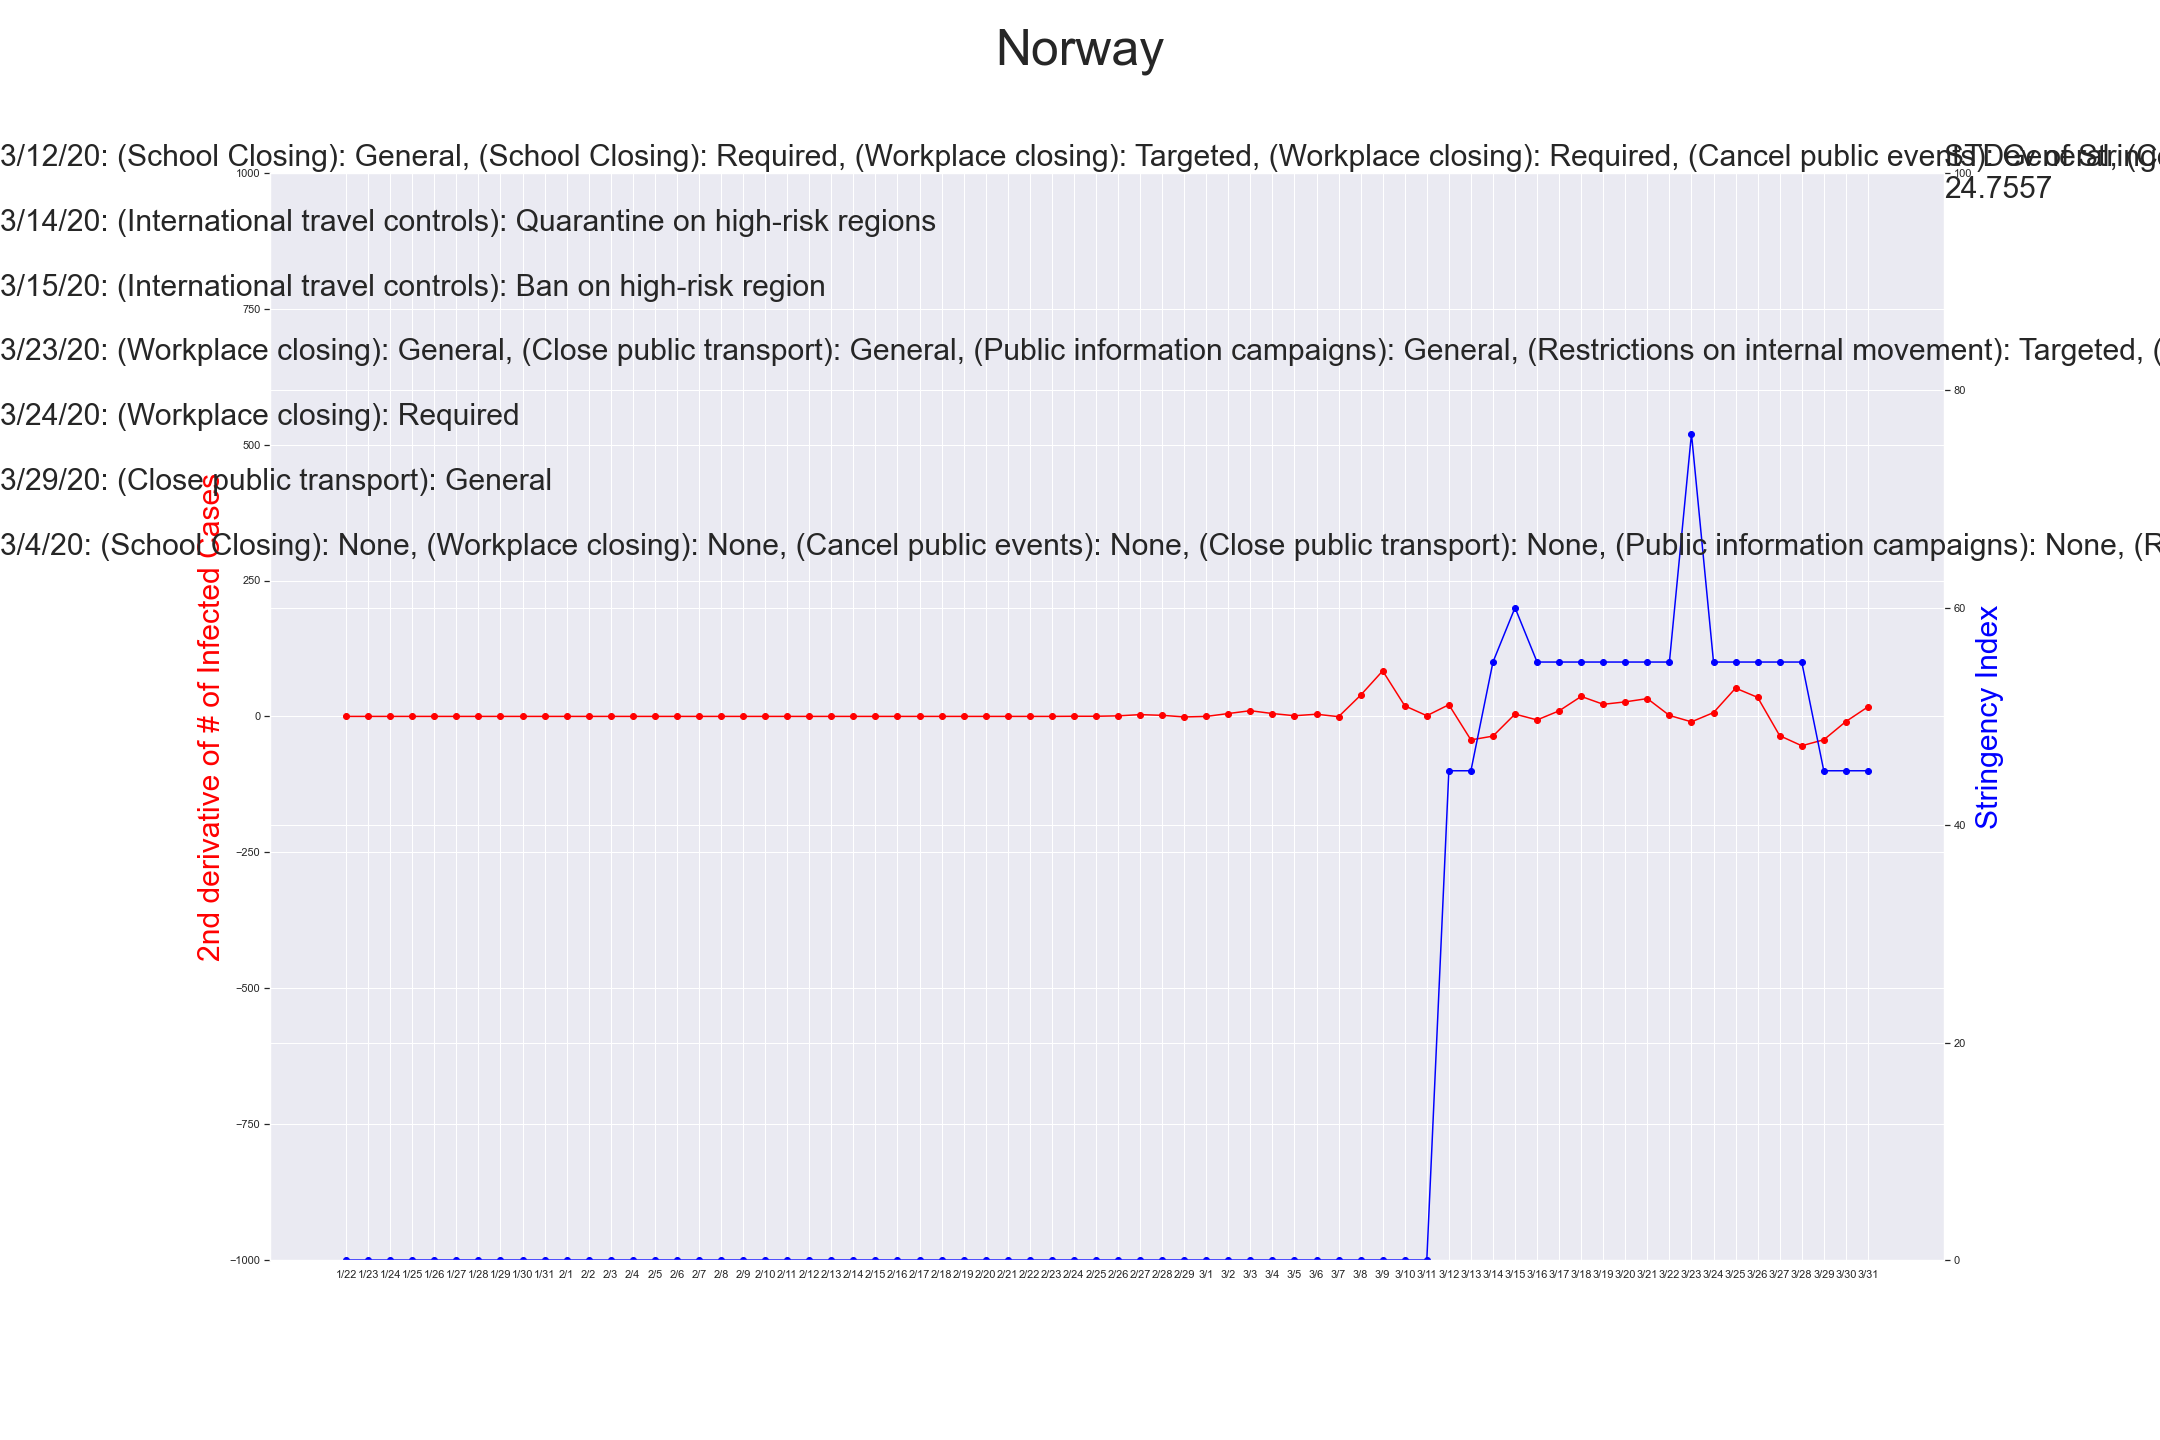 Norway
3/12/20: (School Closing): General, (School Closing): Required, (Workplace closing): Targeted, (Workplace closing): Required, (Cancel public events): General, (C
STDev of Stringe
24.7557
3/14/20: (International travel controls): Quarantine on high-risk regions
3/15/20: (International travel controls): Ban on high-risk region
3/23/20: (Workplace closing): General, (Close public transport): General, (Public information campaigns): General, (Restrictions on internal movement): Targeted, (
3/24/20: (Workplace closing): Required
3/29/20: (Close public transport): General
3/4/20: (School Closing): None, (Workplace closing): None, (Cancel public events): None, (Close public transport): None, (Public information campaigns): None, (R
2nd derivative of # of Infected Cases
1000
750
500
250
0
−250
−500
−750
−1000
Stringency Index
100
80
60
40
20
0
1/22 1/23 1/24 1/25 1/26 1/27 1/28 1/29 1/30 1/31 2/1 2/2 2/3 2/4 2/5 2/6 2/7 2/8 2/9 2/10 2/11 2/12 2/13 2/14 2/15 2/16 2/17 2/18 2/19 2/20 2/21 2/22 2/23 2/24 2/25 2/26 2/27 2/28 2/29 3/1 3/2 3/3 3/4 3/5 3/6 3/7 3/8 3/9 3/10 3/11 3/12 3/13 3/14 3/15 3/16 3/17 3/18 3/19 3/20 3/21 3/22 3/23 3/24 3/25 3/26 3/27 3/28 3/29 3/30 3/31